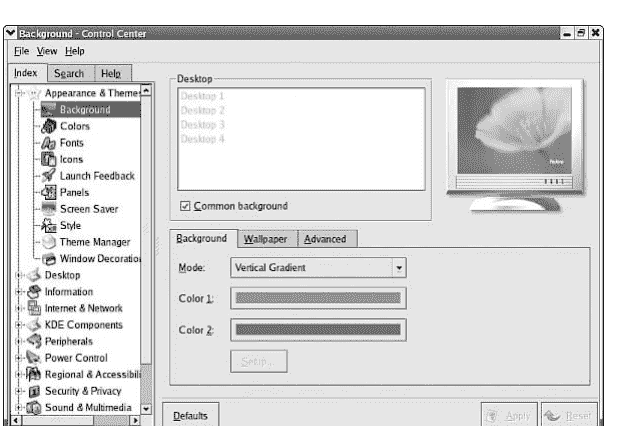 Background - Control Center
File View Help
Index Search Help
Appearance & Themes
Background
Colors
Fonts
Icons
Launch Feedback
Panels
Screen Saver
Style
Theme Manager
Window Decoratio
Desktop
Information
Internet & Network
KDE Components
Peripherals
Power Control
Regional & Accessibili
Security & Privacy
Sound & Multimedia
Desktop
Desktop 1
Desktop 2
Desktop 3
Desktop 4
Common background
Background Wallpaper Advanced
Mode: Vertical Gradient
Color 1:
Color 2:
Setup...
Defaults
Apply Reset